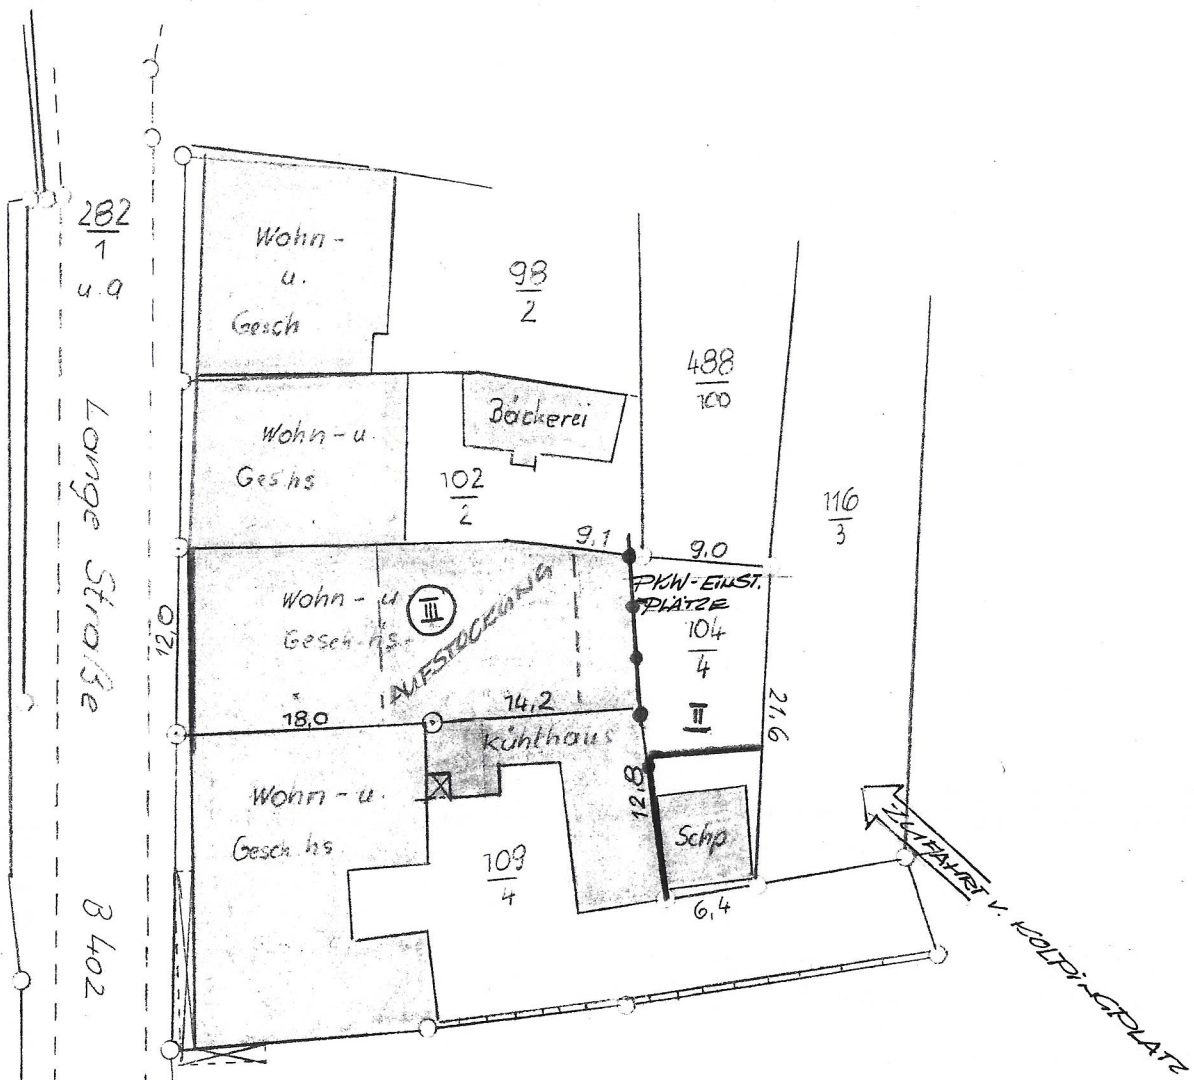 282
1
u.a
Wohn-
u.
Gesch
98
2
488
100
Bäckerei
Wohn-u.
Ges hs
102
2
116
3
9,1
9,0
PKW-EINST.
PLÄTZE
104
4
II
Wohn-u
Gesch.hs.
III
AUFSTOCKUNG
12,0
18,0
14,2
21,6
Kühlhaus
12,8
Wohn-u.
Gesch.hs
109
4
Schp
6,4
Lange Straße
B 402
ZUFAHRT V. KOLPINGPLATZ